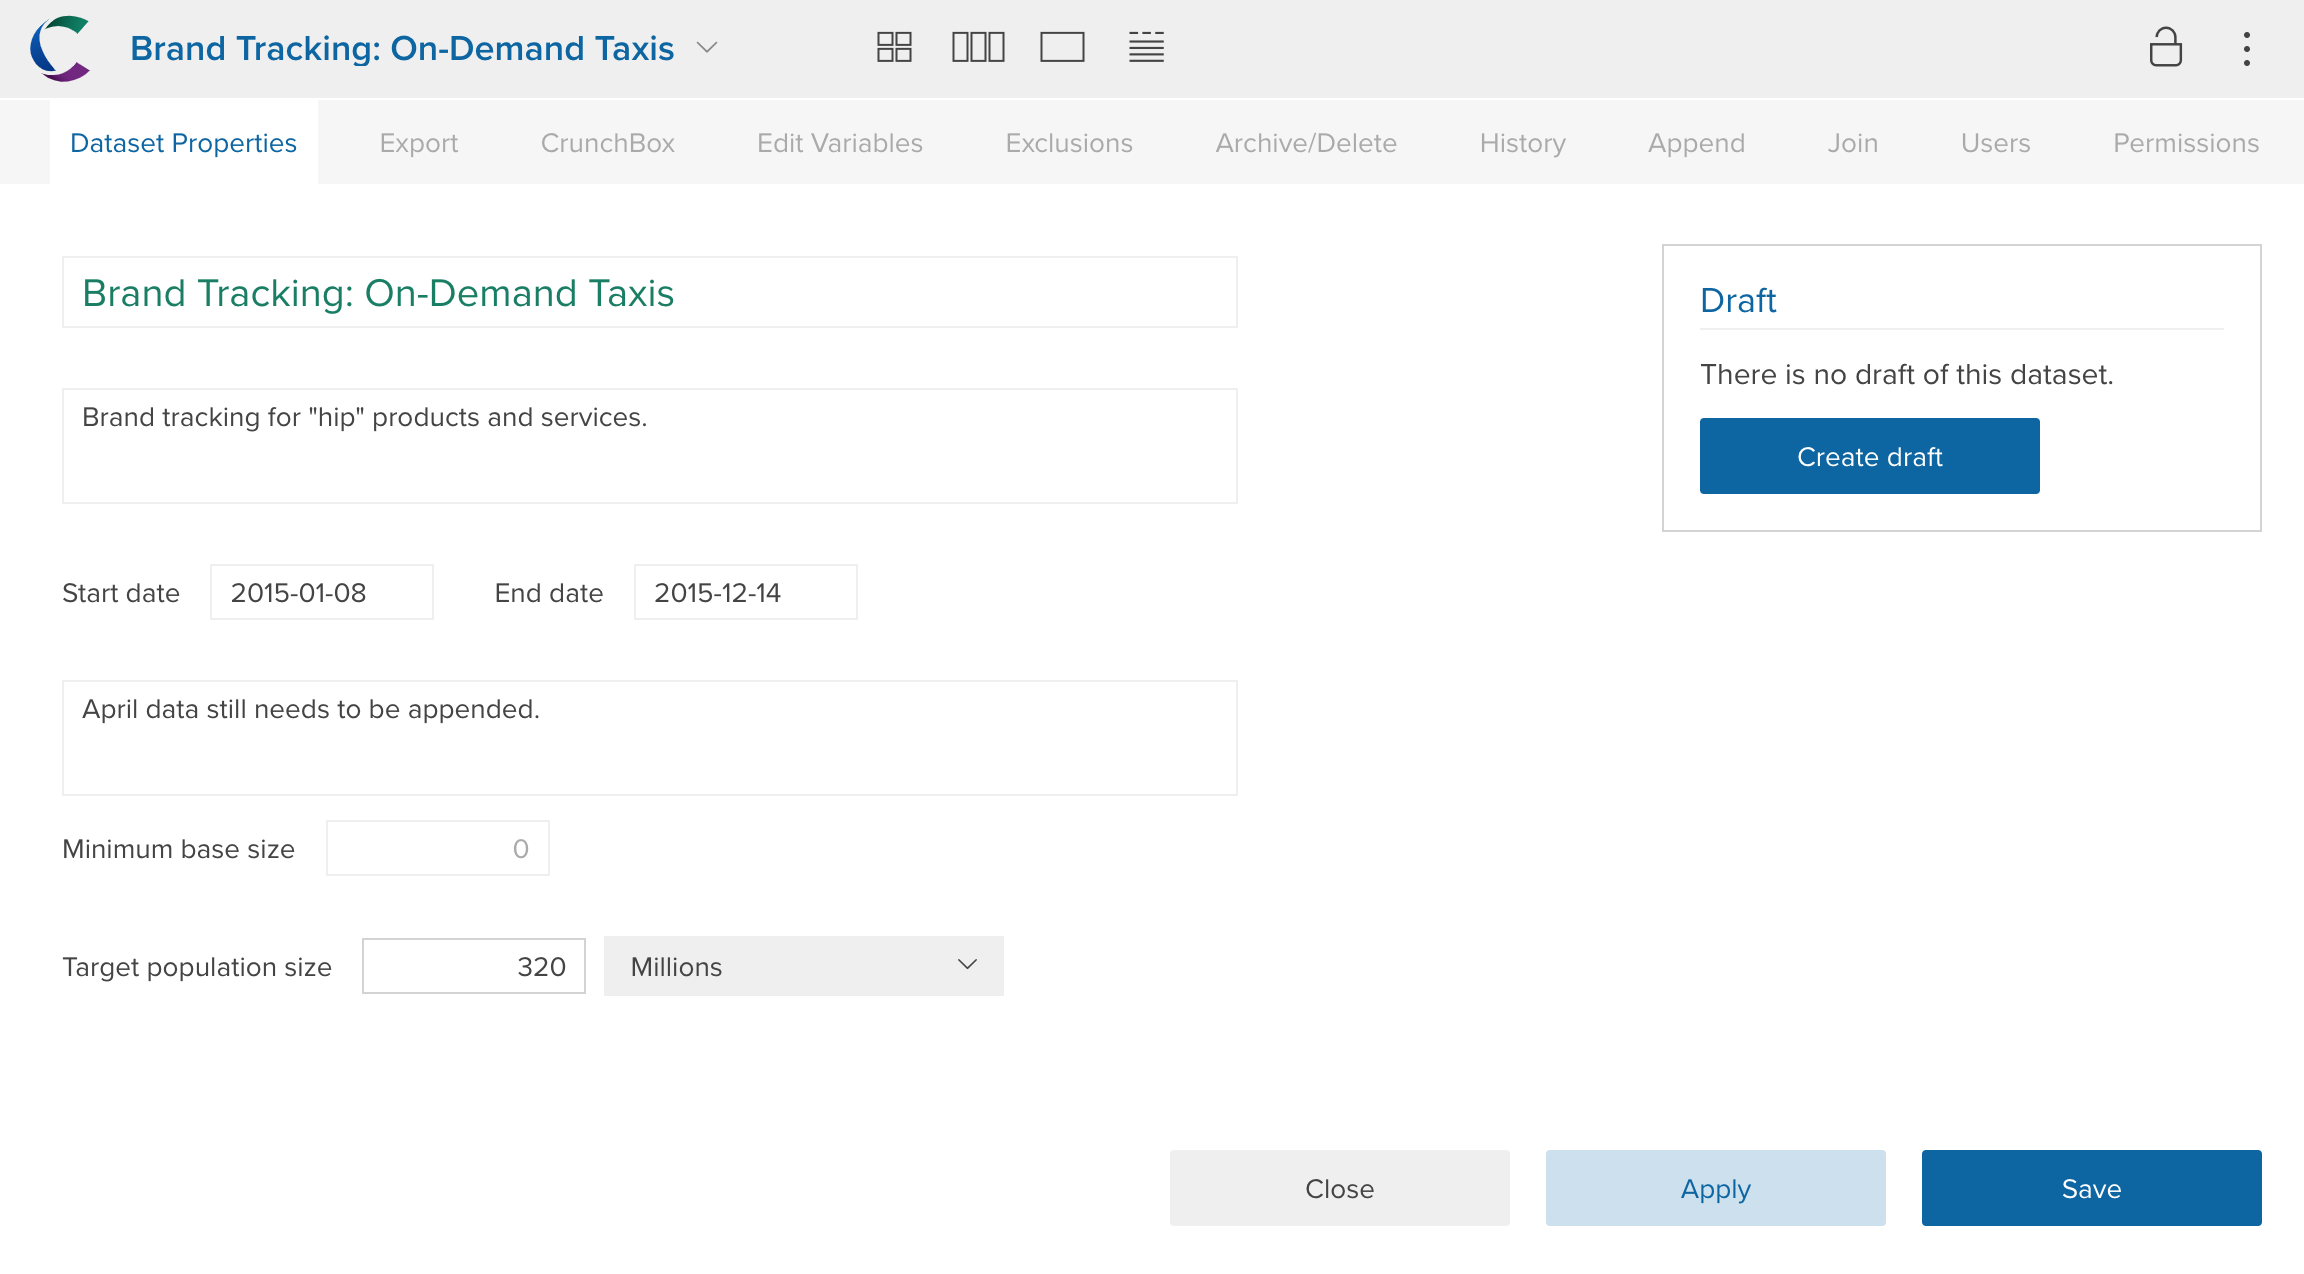 Brand Tracking: On-Demand Taxis
Dataset Properties Export CrunchBox Edit Variables Exclusions Archive/Delete History Append Join Users Permissions
Brand Tracking: On-Demand Taxis
Brand tracking for "hip" products and services.
Start date 2015-01-08 End date 2015-12-14
April data still needs to be appended.
Minimum base size 0
Target population size 320 Millions
Draft
There is no draft of this dataset.
Create draft
Close Apply Save